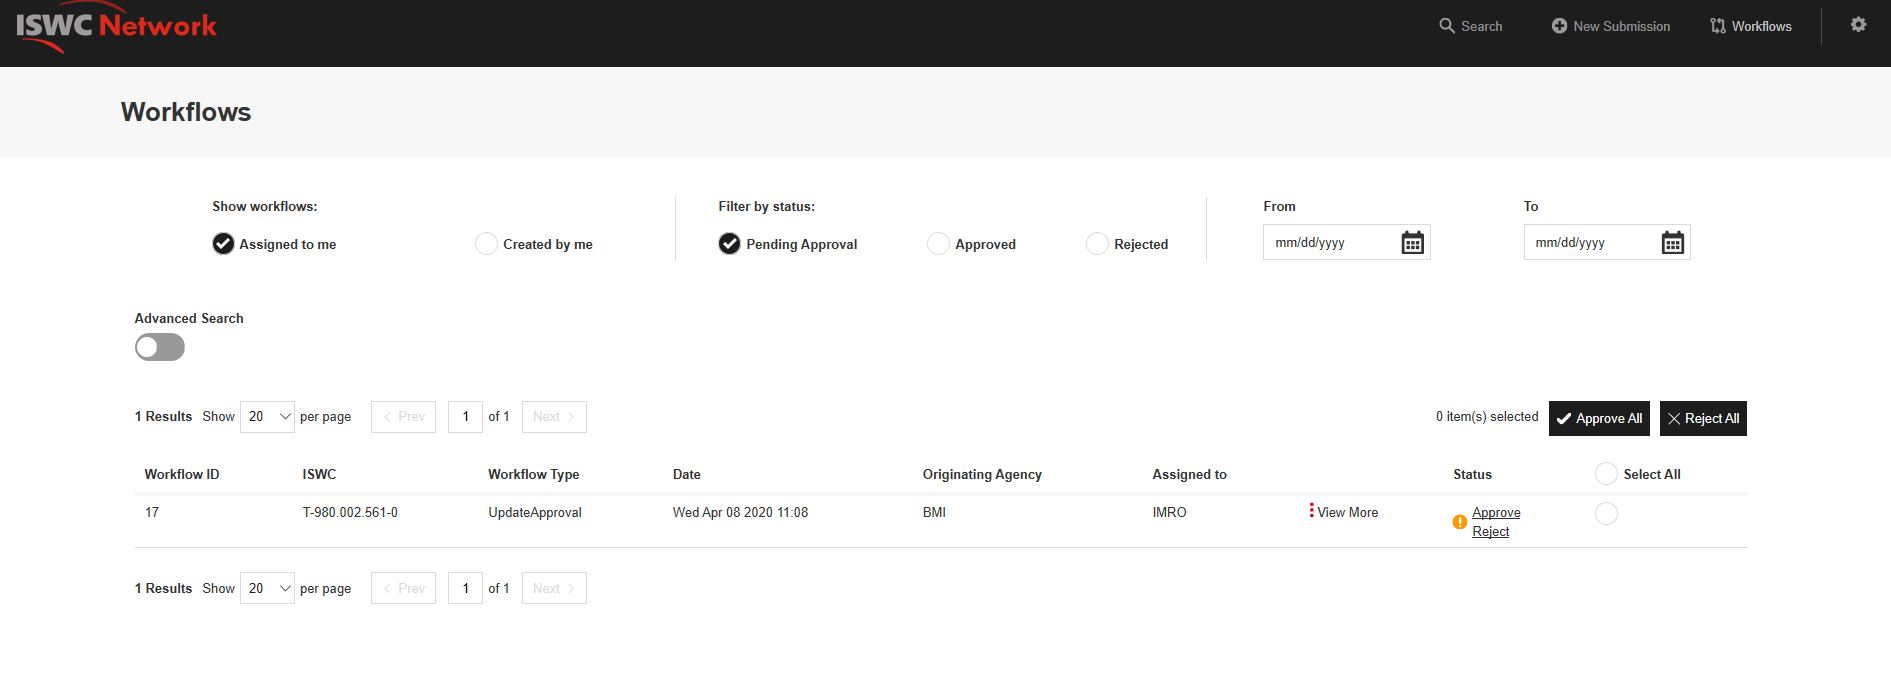 ISWC Network
Search
New Submission
Workflows
Workflows
Show workflows:
Assigned to me
Created by me
Filter by status:
Pending Approval
Approved
Rejected
From
mm/dd/yyyy
To
mm/dd/yyyy
Advanced Search
1 Results Show 20 per page Prev 1 of 1 Next
0 item(s) selected Approve All Reject All
Workflow ID ISWC Workflow Type Date Originating Agency Assigned to Status Select All
17 T-980.002.561-0 UpdateApproval Wed Apr 08 2020 11:08 BMI IMRO View More Approve
Reject
1 Results Show 20 per page Prev 1 of 1 Next